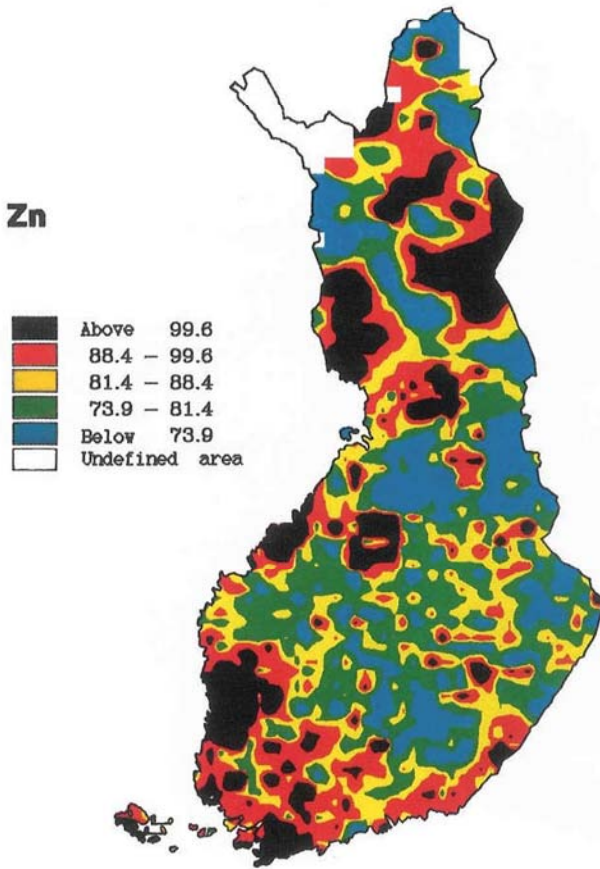 Zn
Above 99.6
88.4 – 99.6
81.4 – 88.4
73.9 – 81.4
Below 73.9
Undefined area